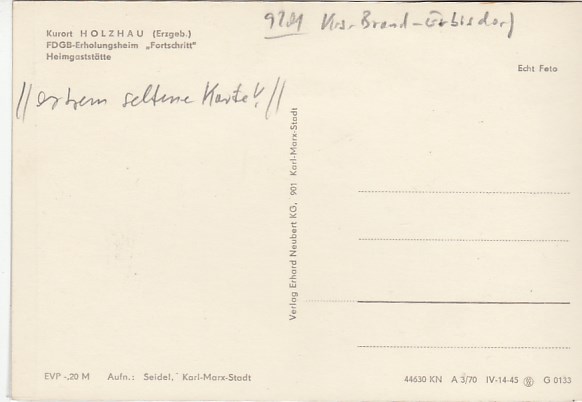 9201 Krs. Brand-Erbisdorf
Kurort HOLZHAU (Erzgeb.)
FDGB-Erholungsheim „Fortschritt"
Heimgaststätte
Echt Foto
// extrem seltene Karte! //
Verlag Erhard Neubert KG, 901 Karl-Marx-Stadt
EVP -,20 M Aufn.: Seidel, Karl-Marx-Stadt
44630 KN A 3/70 IV-14-45 G 0133